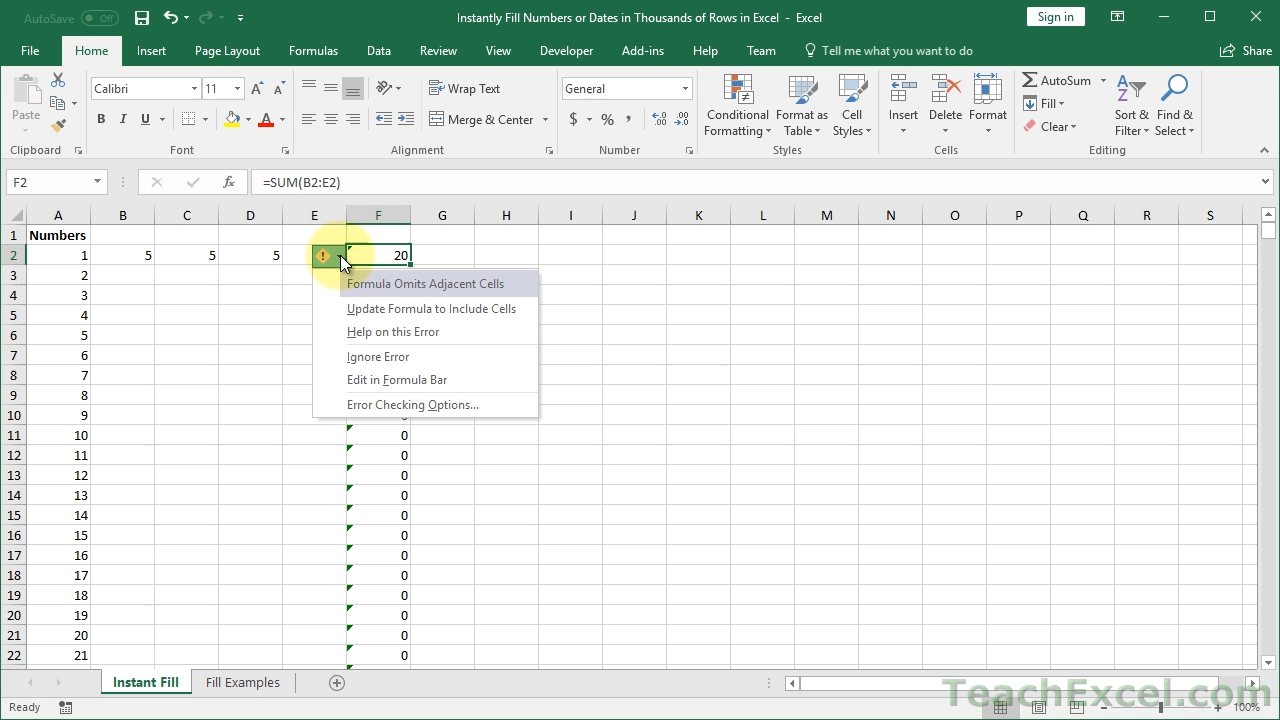 AutoSave Off
Instantly Fill Numbers or Dates in Thousands of Rows in Excel - Excel
Sign in
File Home Insert Page Layout Formulas Data Review View Developer Add-ins Help Team Tell me what you want to do Share
Paste
Clipboard
Calibri 11
B I U
A A
Font
Wrap Text
Merge & Center
Alignment
General
$ % ,
Number
Conditional Formatting
Format as Table
Cell Styles
Styles
Insert Delete Format
Cells
AutoSum
Fill
Clear
Sort & Filter
Find & Select
Editing
F2 fx =SUM(B2:E2)
A B C D E F G H I J K L M N O P Q R S
1 Numbers
2 1 5 5 5 ! 20
3 2
4 3
5 4
6 5
7 6
8 7
9 8
10 9
11 10 0
12 11 0
13 12 0
14 13 0
15 14 0
16 15 0
17 16 0
18 17 0
19 18 0
20 19 0
21 20 0
22 21 0
Formula Omits Adjacent Cells
Update Formula to Include Cells
Help on this Error
Ignore Error
Edit in Formula Bar
Error Checking Options...
Instant Fill Fill Examples
Ready
100%
TeachExcel.com